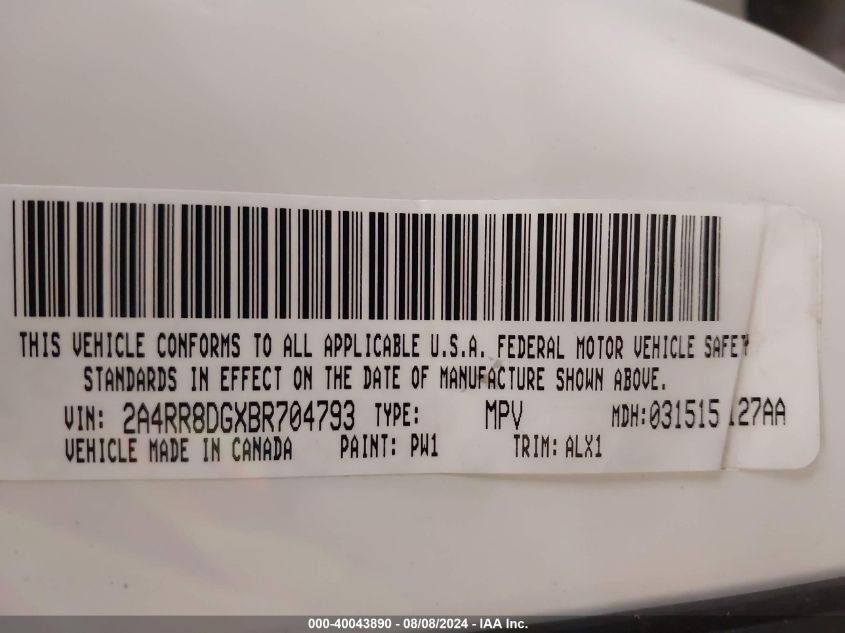 THIS VEHICLE CONFORMS TO ALL APPLICABLE U.S.A. FEDERAL MOTOR VEHICLE SAFETY
STANDARDS IN EFFECT ON THE DATE OF MANUFACTURE SHOWN ABOVE.
VIN: 2A4RR8DGXBR704793 TYPE: MPV MDH:031515 127AA
VEHICLE MADE IN CANADA PAINT: PW1 TRIM: ALX1
000-40043890 - 08/08/2024 - IAA Inc.